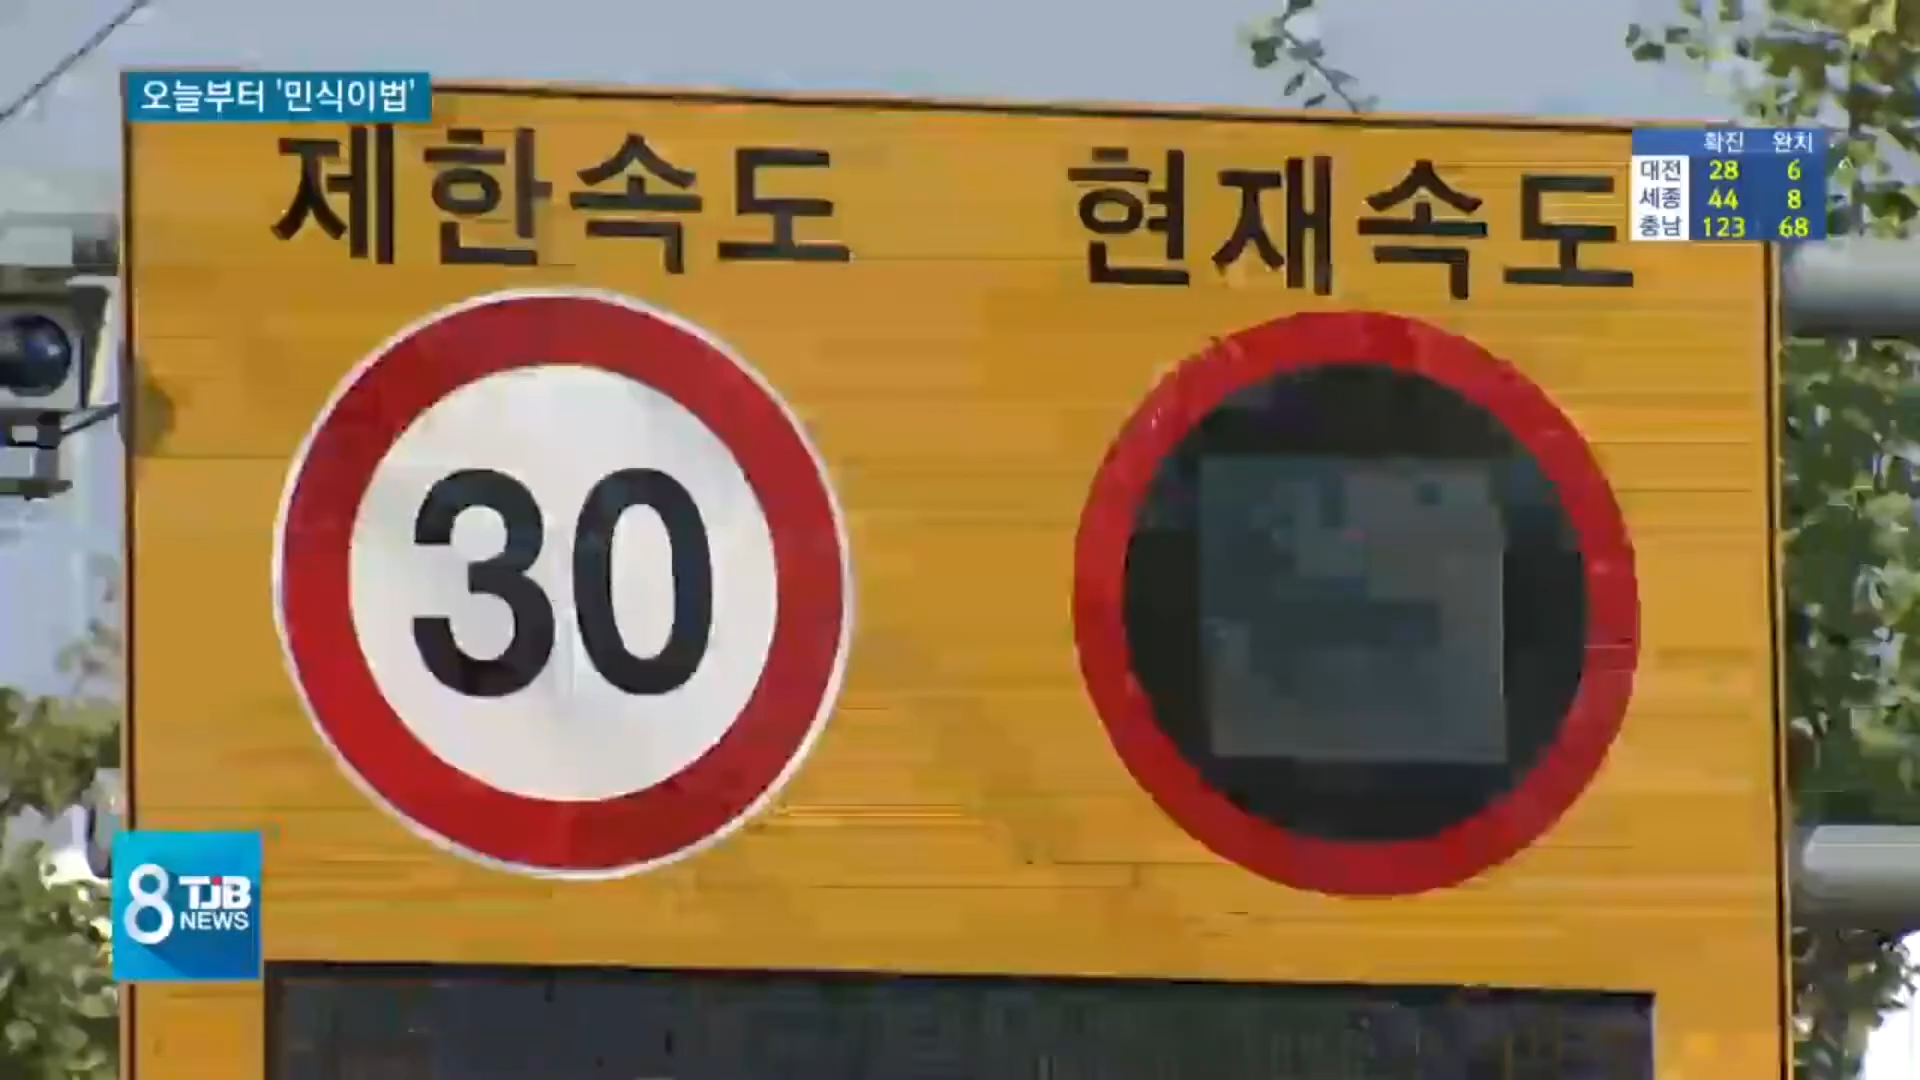 오늘부터 '민식이법'
제한속도 현재속도
확진 완치
대전 28 6
세종 44 8
충남 123 68
30
8 TJB
NEWS